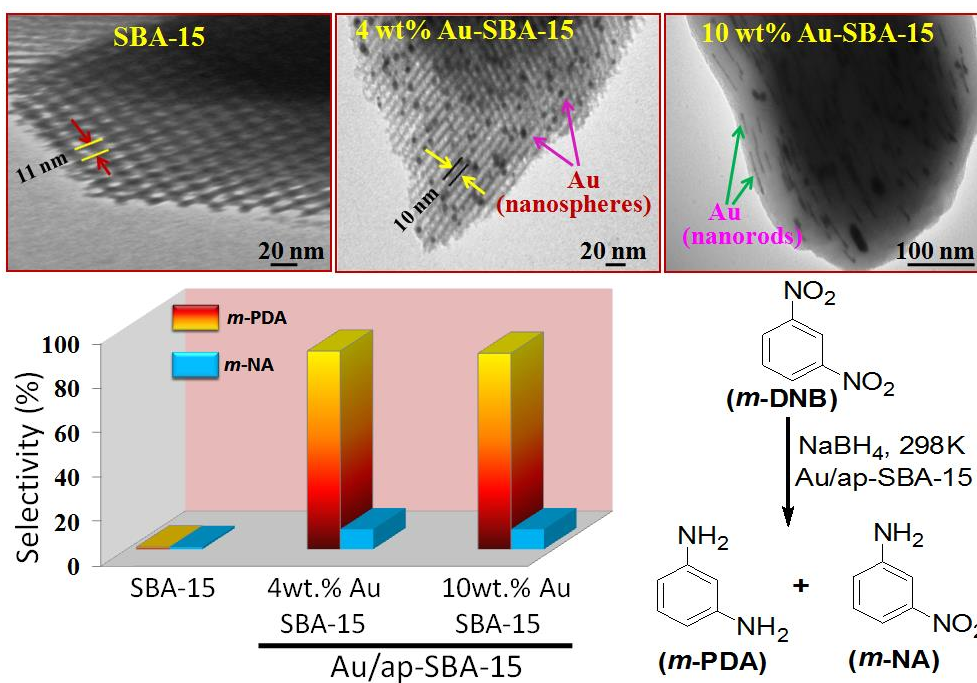 SBA-15
11 nm
20 nm
4 wt% Au-SBA-15
10 nm
Au
(nanospheres)
20 nm
10 wt% Au-SBA-15
Au
(nanorods)
100 nm
m-PDA
m-NA
Selectivity (%)
100
80
60
40
20
0
SBA-15
4wt.% Au
SBA-15
10wt.% Au
SBA-15
Au/ap-SBA-15
NO₂
NO₂
(m-DNB)
NaBH₄, 298K
Au/ap-SBA-15
NH₂
NH₂
(m-PDA)
+
NH₂
NO₂
(m-NA)